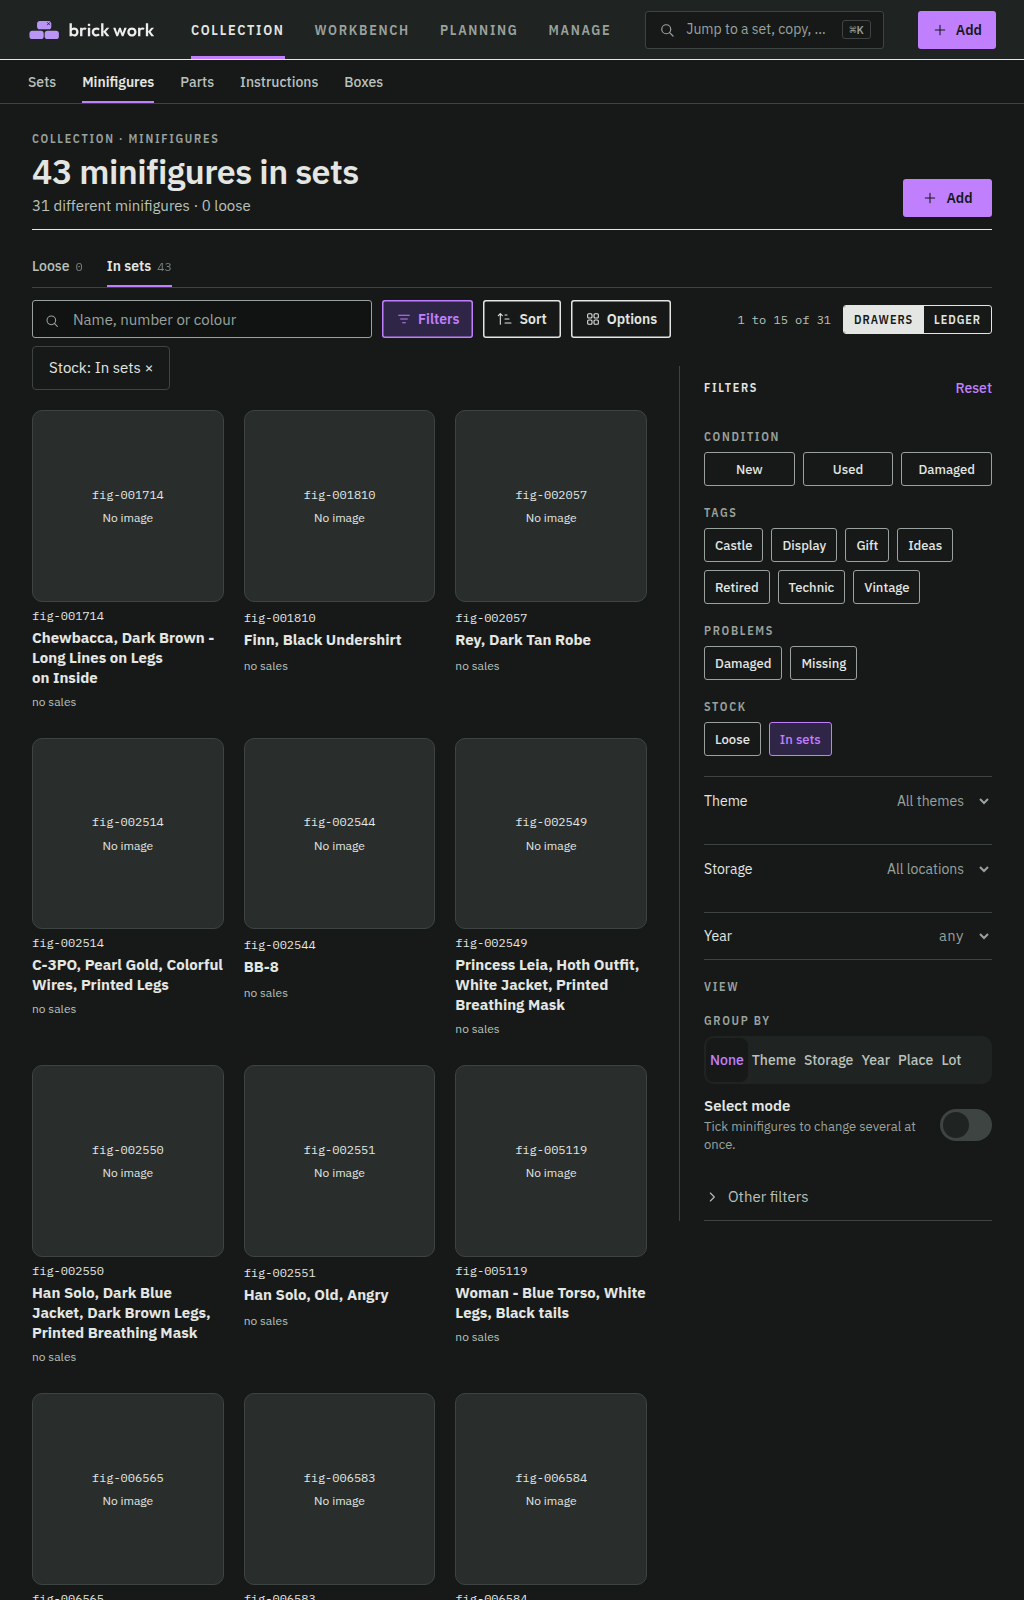 brick work
COLLECTION WORKBENCH PLANNING MANAGE
Jump to a set, copy, ... ⌘K
+ Add
Sets Minifigures Parts Instructions Boxes
COLLECTION · MINIFIGURES
43 minifigures in sets
31 different minifigures · 0 loose
+ Add
Loose 0 In sets 43
Name, number or colour
Filters Sort Options
1 to 15 of 31
DRAWERS LEDGER
Stock: In sets ×
fig-001714
No image
fig-001714
Chewbacca, Dark Brown -
Long Lines on Legs
on Inside
no sales
fig-001810
No image
fig-001810
Finn, Black Undershirt
no sales
fig-002057
No image
fig-002057
Rey, Dark Tan Robe
no sales
fig-002514
No image
fig-002514
C-3PO, Pearl Gold, Colorful
Wires, Printed Legs
no sales
fig-002544
No image
fig-002544
BB-8
no sales
fig-002549
No image
fig-002549
Princess Leia, Hoth Outfit,
White Jacket, Printed
Breathing Mask
no sales
fig-002550
No image
fig-002550
Han Solo, Dark Blue
Jacket, Dark Brown Legs,
Printed Breathing Mask
no sales
fig-002551
No image
fig-002551
Han Solo, Old, Angry
no sales
fig-005119
No image
fig-005119
Woman - Blue Torso, White
Legs, Black tails
no sales
fig-006565
No image
fig-006565
fig-006583
No image
fig-006583
fig-006584
No image
fig-006584
FILTERS Reset
CONDITION
New Used Damaged
TAGS
Castle Display Gift Ideas
Retired Technic Vintage
PROBLEMS
Damaged Missing
STOCK
Loose In sets
Theme All themes
Storage All locations
Year any
VIEW
GROUP BY
None Theme Storage Year Place Lot
Select mode
Tick minifigures to change several at
once.
Other filters